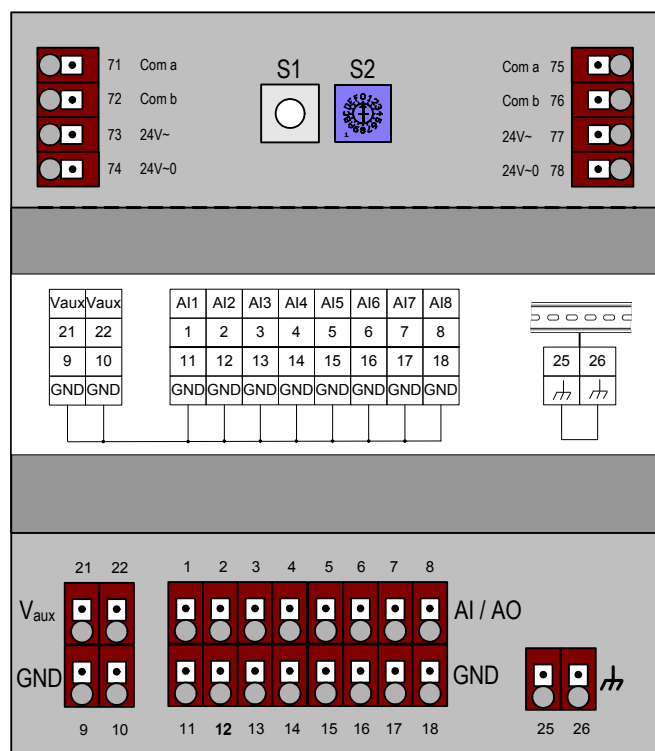 S1 S2
71 Com a Com a 75
72 Com b Com b 76
73 24V~ 24V~ 77
74 24V~0 24V~0 78
Vaux Vaux AI1 AI2 AI3 AI4 AI5 AI6 AI7 AI8
21 22 1 2 3 4 5 6 7 8
9 10 11 12 13 14 15 16 17 18 25 26
GND GND GND GND GND GND GND GND GND GND
21 22 1 2 3 4 5 6 7 8
Vaux AI / AO
GND GND
9 10 11 12 13 14 15 16 17 18 25 26